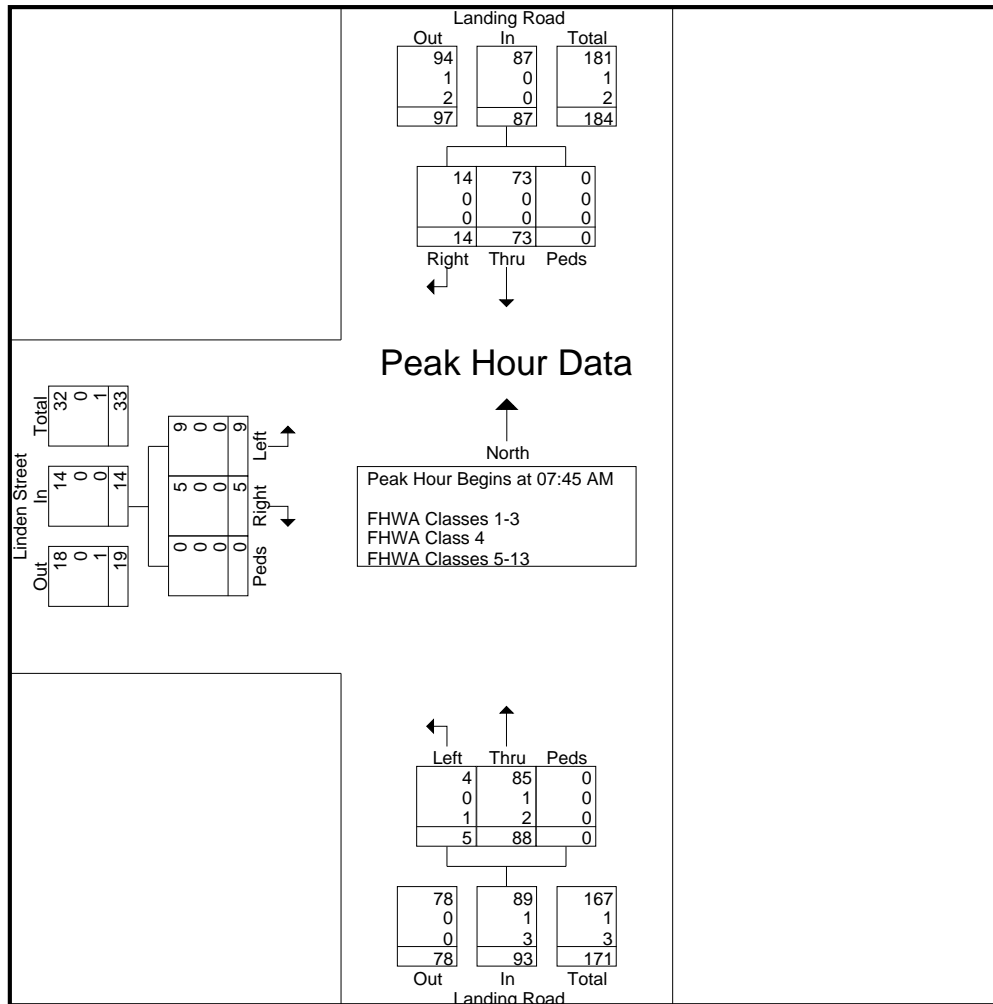 Landing Road
Out In Total
94 87 181
1 0 1
2 0 2
97 87 184
14 73 0
0 0 0
0 0 0
14 73 0
Right Thru Peds
Peak Hour Data
North
Peak Hour Begins at 07:45 AM
FHWA Classes 1-3
FHWA Class 4
FHWA Classes 5-13
Linden Street
Out In Total
18 14 32
0 0 0
1 0 1
19 14 33
0 5 9
0 0 0
0 0 0
0 5 9
Peds Right Left
Left Thru Peds
4 85 0
0 1 0
1 2 0
5 88 0
78 89 167
0 1 1
0 3 3
78 93 171
Out In Total
Landing Road